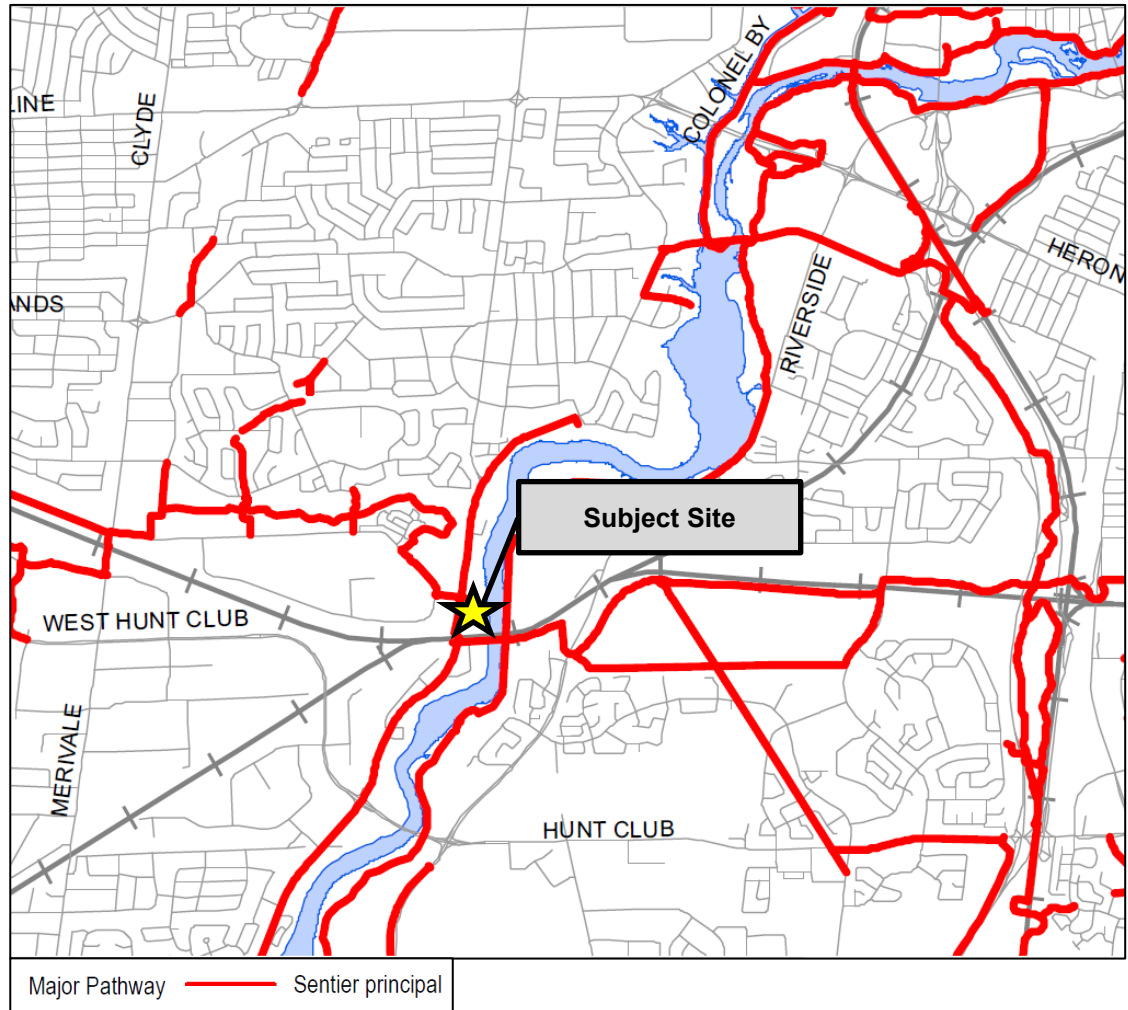 COLONEL BY
LINE
CLYDE
HERON
ANDS
RIVERSIDE
Subject Site
WEST HUNT CLUB
MERIVALE
HUNT CLUB
Major Pathway Sentier principal